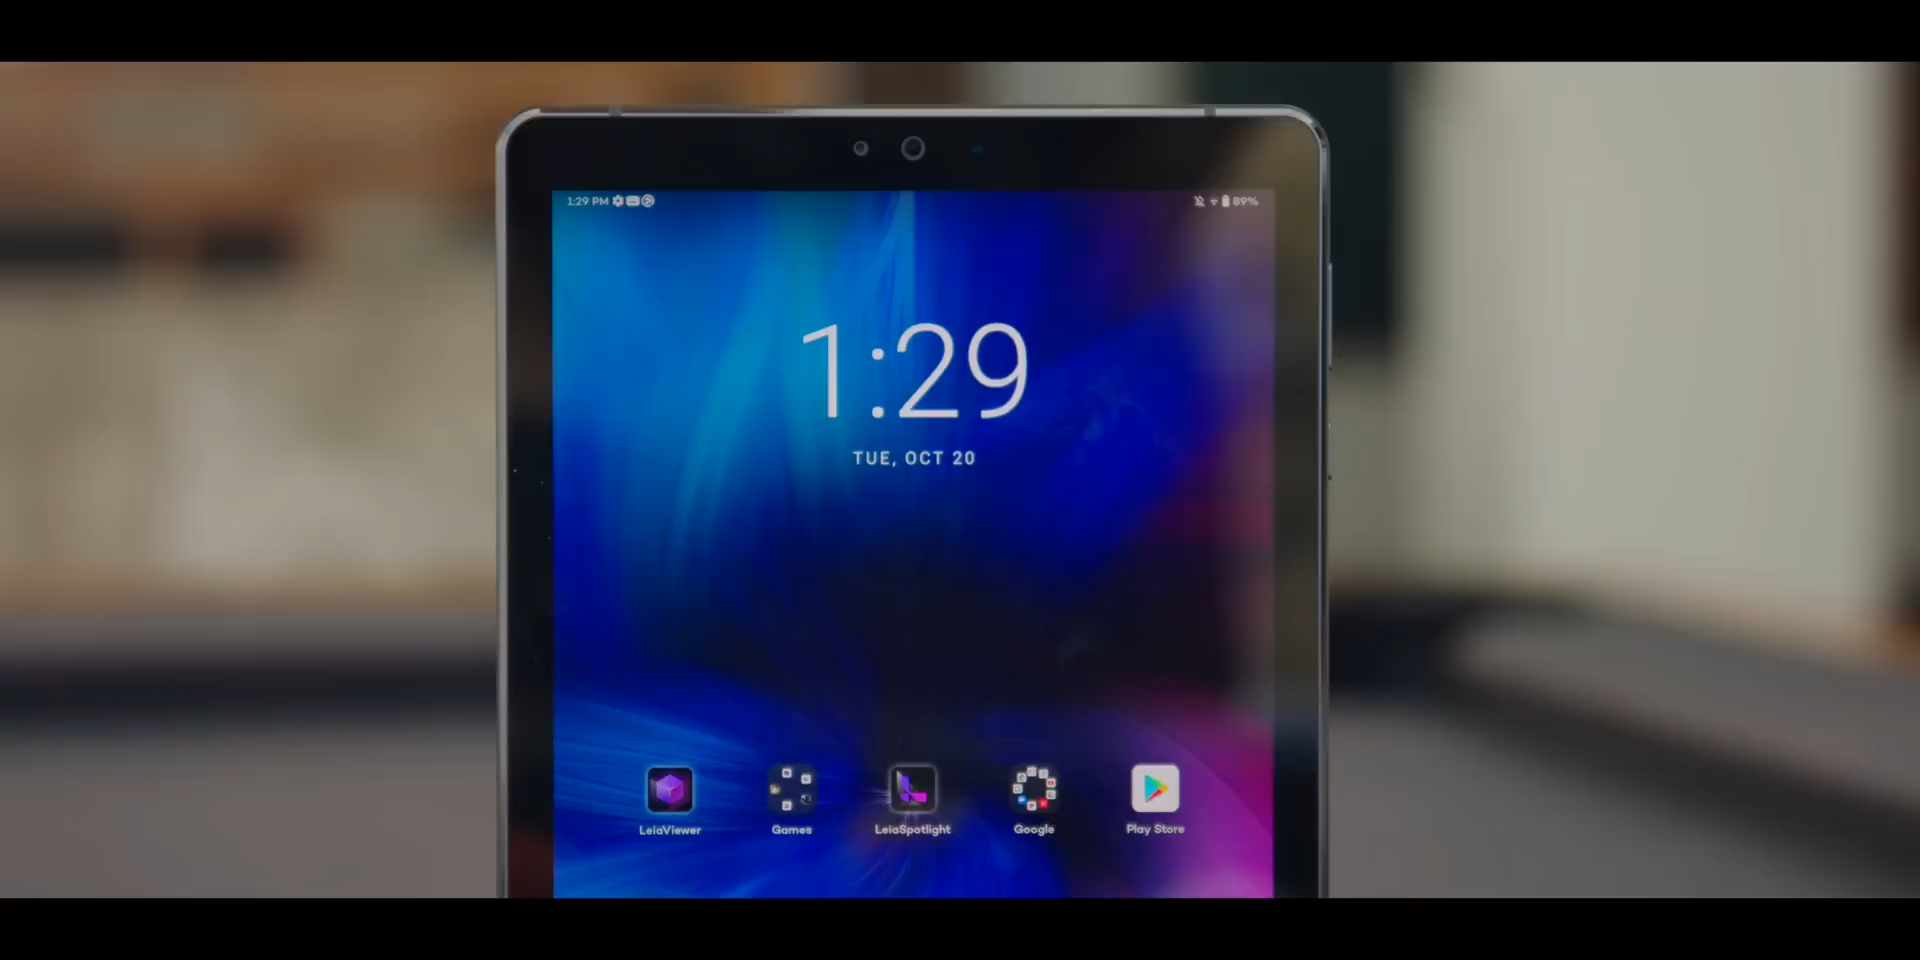 1:29 PM
89%
1:29
TUE, OCT 20
LeiaViewer
Games
LeiaSpotlight
Google
Play Store